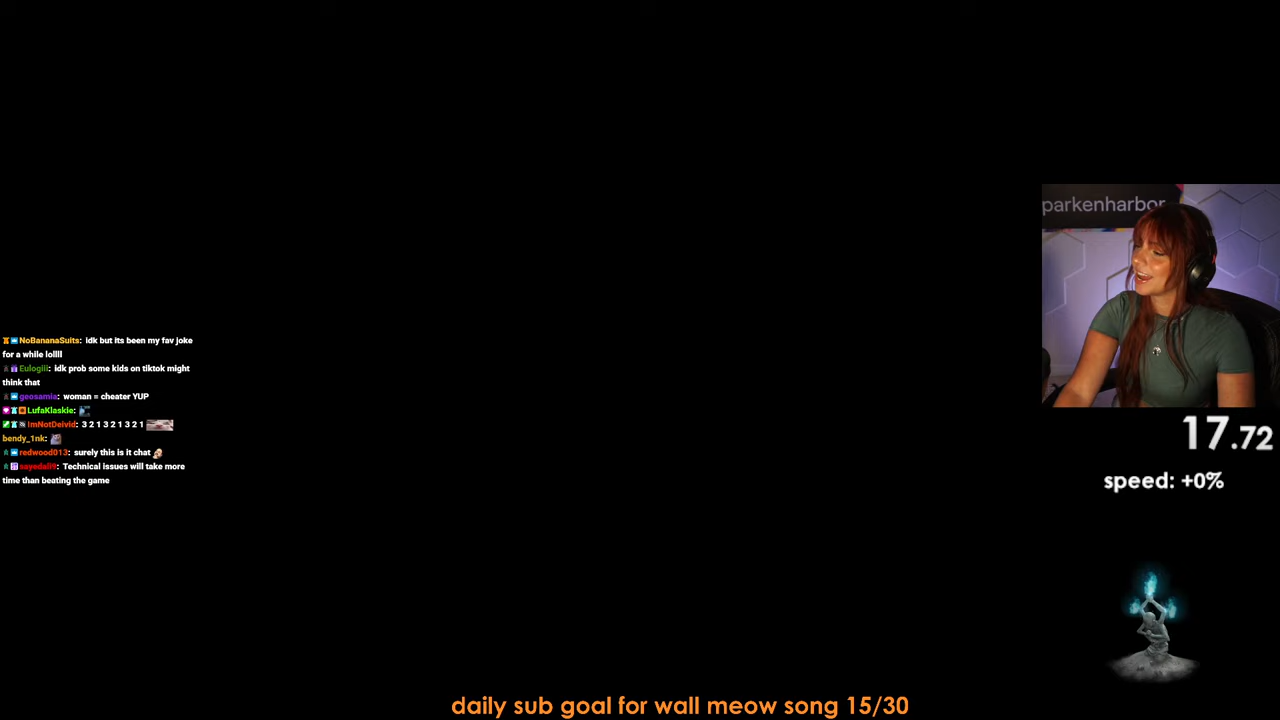 parkenharbor
NoBananaSuits: idk but its been my fav joke
for a while lollll
Eulogiii: idk prob some kids on tiktok might
think that
geosamia: woman = cheater YUP
LufaKlaskie:
ImNotDeivid: 3 2 1 3 2 1 3 2 1
bendy_1nk:
redwood013: surely this is it chat
sayedali9: Technical issues will take more
time than beating the game
17.72
speed: +0%
daily sub goal for wall meow song 15/30